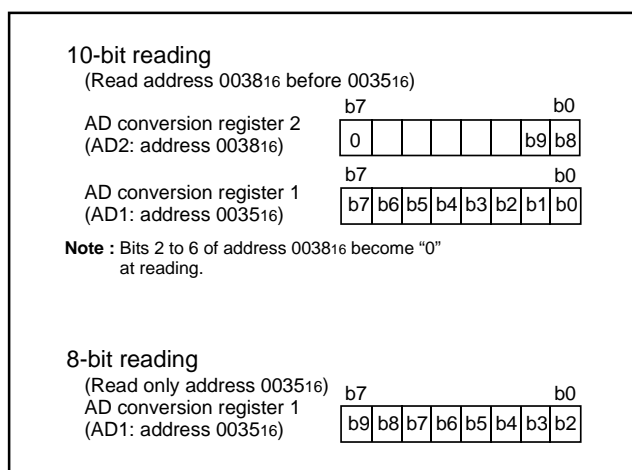 10-bit reading
(Read address 003816 before 003516)
b7 b0
AD conversion register 2
(AD2: address 003816)
0 b9 b8
b7 b0
AD conversion register 1
(AD1: address 003516)
b7 b6 b5 b4 b3 b2 b1 b0
Note : Bits 2 to 6 of address 003816 become “0”
at reading.
8-bit reading
(Read only address 003516)
b7 b0
AD conversion register 1
(AD1: address 003516)
b9 b8 b7 b6 b5 b4 b3 b2